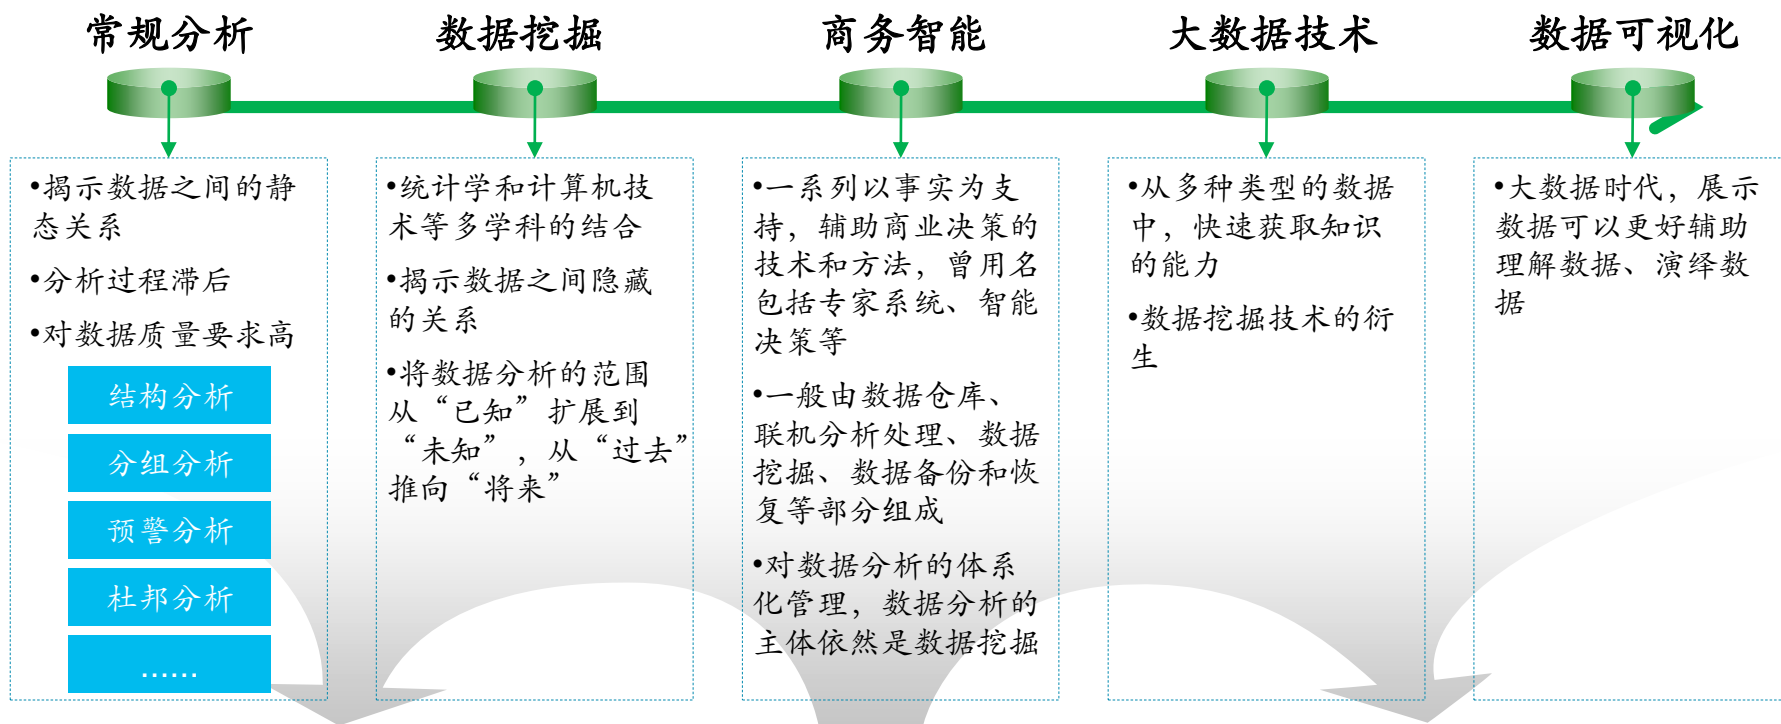 常规分析
数据挖掘
商务智能
大数据技术
数据可视化
•揭示数据之间的静
态关系
•分析过程滞后
•对数据质量要求高
结构分析
分组分析
预警分析
杜邦分析
……
•统计学和计算机技
术等多学科的结合
•揭示数据之间隐藏
的关系
•将数据分析的范围
从“已知”扩展到
“未知”，从“过去”
推向“将来”
•一系列以事实为支
持，辅助商业决策的
技术和方法，曾用名
包括专家系统、智能
决策等
•一般由数据仓库、
联机分析处理、数据
挖掘、数据备份和恢
复等部分组成
•对数据分析的体系
化管理，数据分析的
主体依然是数据挖掘
•从多种类型的数据
中，快速获取知识
的能力
•数据挖掘技术的衍
生
•大数据时代，展示
数据可以更好辅助
理解数据、演绎数
据